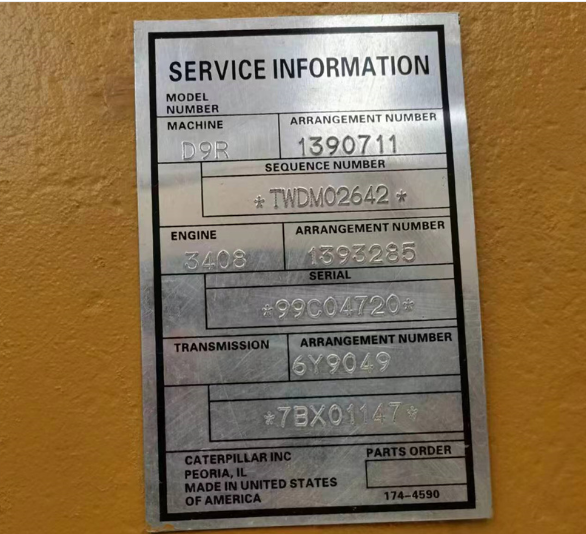 SERVICE INFORMATION
MODEL
NUMBER
MACHINE ARRANGEMENT NUMBER
D9R 1390711
SEQUENCE NUMBER
*TWDM02642*
ENGINE ARRANGEMENT NUMBER
3408 1393285
SERIAL
*99C04720*
TRANSMISSION ARRANGEMENT NUMBER
6Y9049
*7BX01147*
CATERPILLAR INC
PEORIA, IL
MADE IN UNITED STATES
OF AMERICA
PARTS ORDER
174-4590